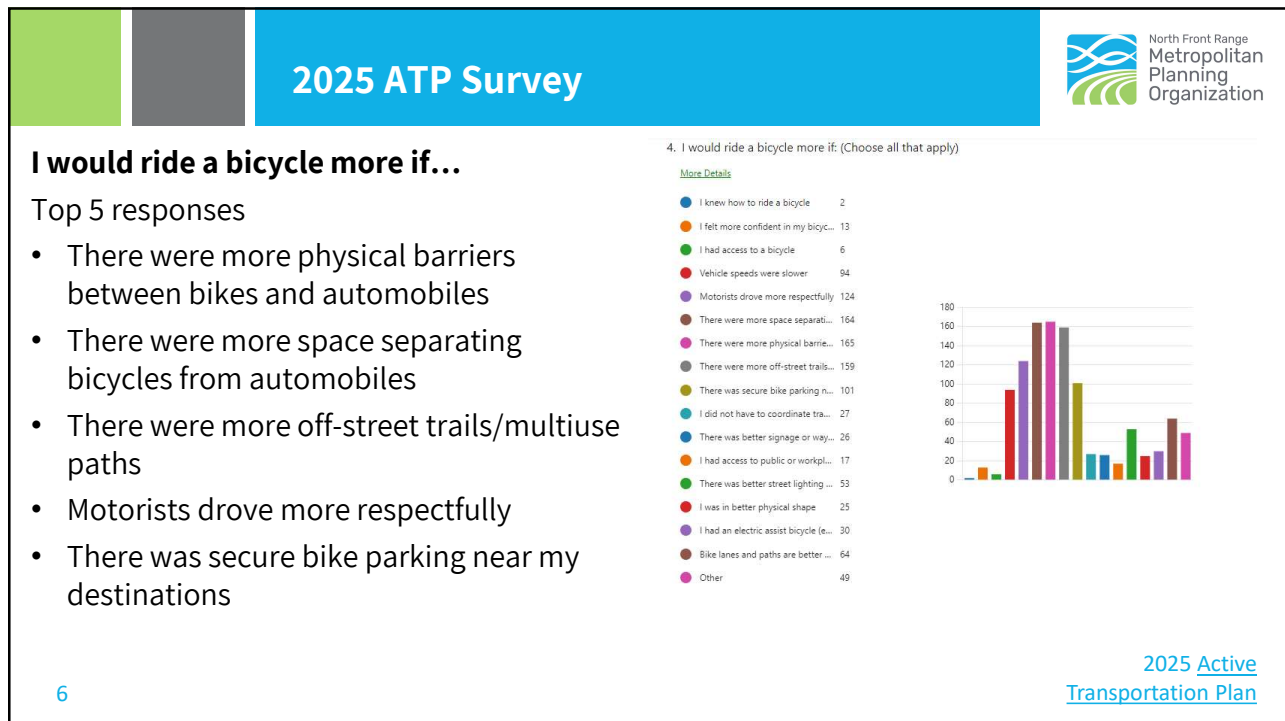 2025 ATP Survey
North Front Range
Metropolitan
Planning
Organization
I would ride a bicycle more if…
Top 5 responses
• There were more physical barriers
between bikes and automobiles
• There were more space separating
bicycles from automobiles
• There were more off-street trails/multiuse
paths
• Motorists drove more respectfully
• There was secure bike parking near my
destinations
4. I would ride a bicycle more if: (Choose all that apply)
More Details
I knew how to ride a bicycle 2
I felt more confident in my bicyc... 13
I had access to a bicycle 6
Vehicle speeds were slower 94
Motorists drove more respectfully 124
There were more space separati... 164
There were more physical barrie... 165
There were more off-street trails... 159
There was secure bike parking n... 101
I did not have to coordinate tra... 27
There was better signage or way... 26
I had access to public or workpl... 17
There was better street lighting ... 53
I was in better physical shape 25
I had an electric assist bicycle (e... 30
Bike lanes and paths are better ... 64
Other 49
180
160
140
120
100
80
60
40
20
0
6
2025 Active
Transportation Plan